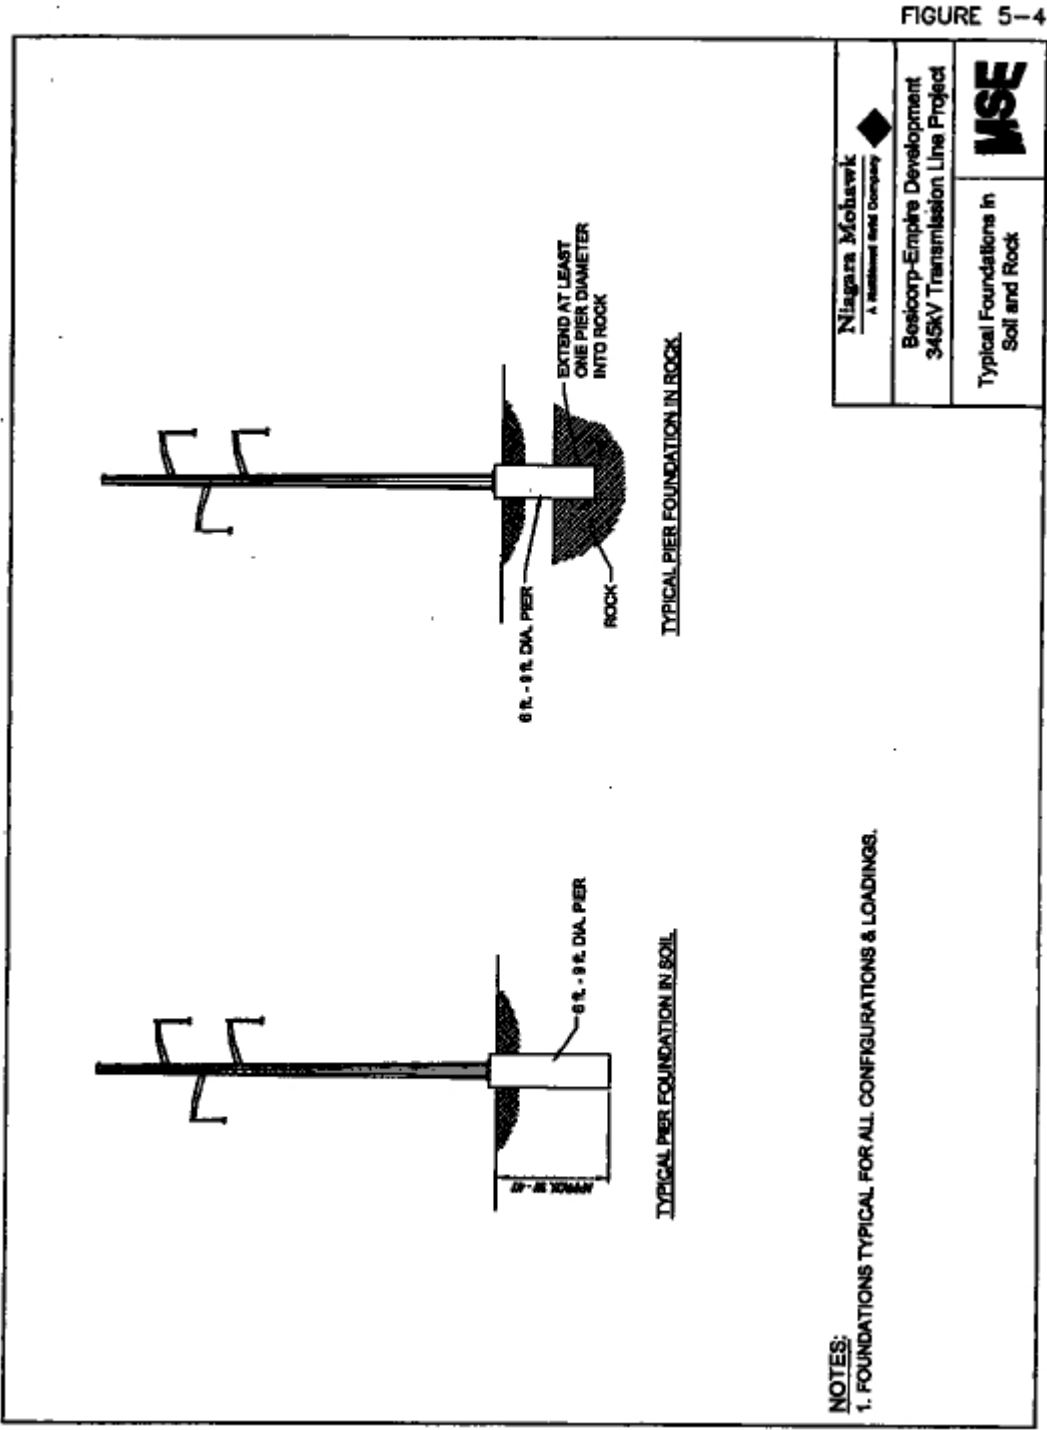 FIGURE 5-4
TYPICAL PIER FOUNDATION IN SOIL
6 ft. - 9 ft. DIA. PIER
APPROX.
TYPICAL PIER FOUNDATION IN ROCK
6 ft. - 9 ft. DIA. PIER
ROCK
EXTEND AT LEAST
ONE PIER DIAMETER
INTO ROCK
NOTES:
1. FOUNDATIONS TYPICAL FOR ALL CONFIGURATIONS & LOADINGS.
Niagara Mohawk
A National Grid Company
Besicorp-Empire Development
345kV Transmission Line Project
Typical Foundations in
Soil and Rock
MSE